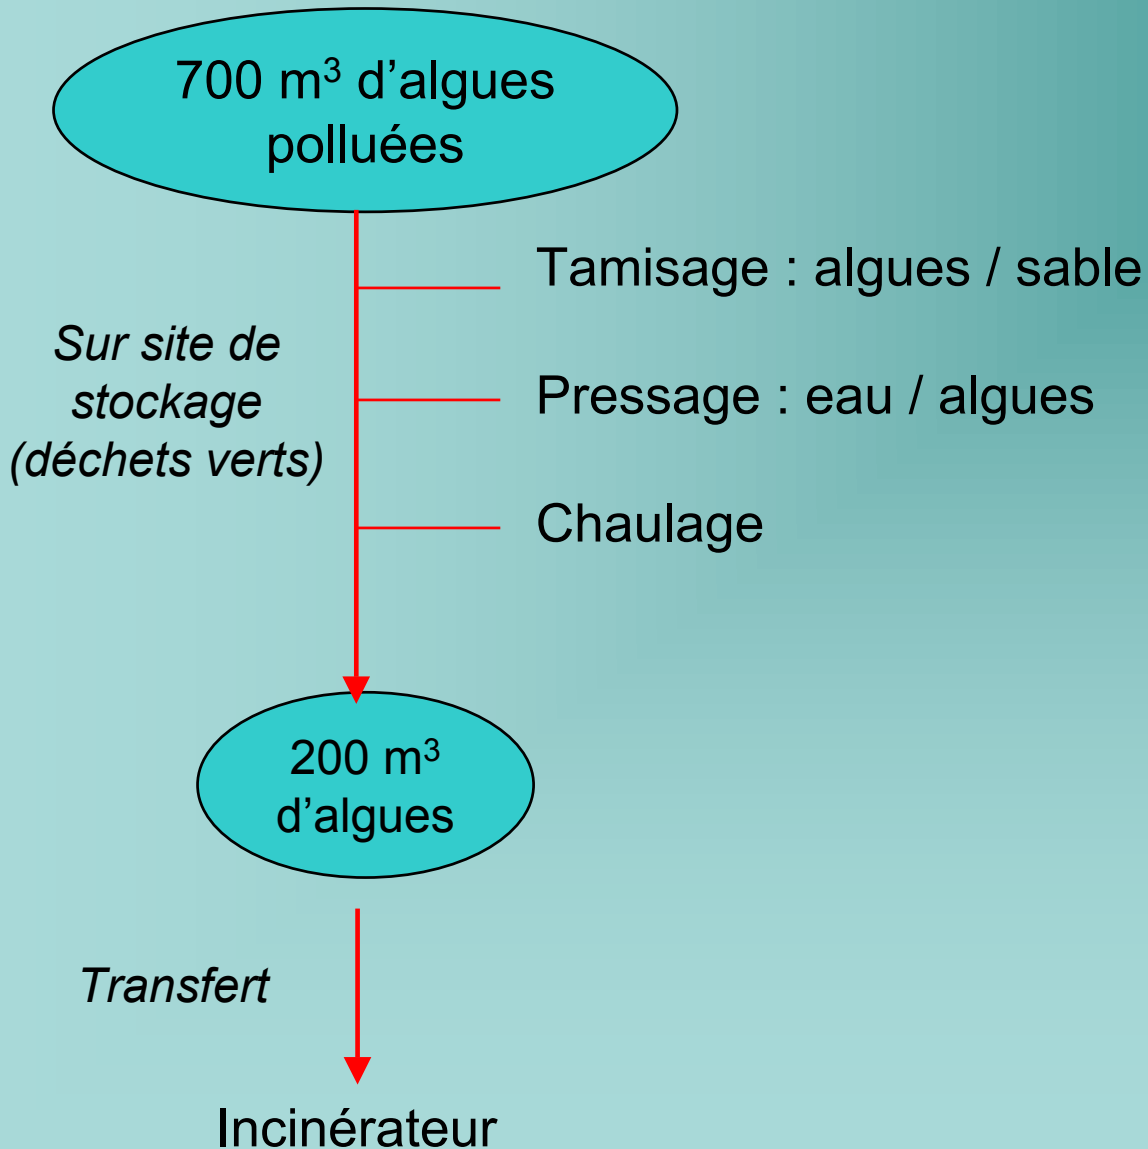 700 m³ d’algues
polluées
Tamisage : algues / sable
Sur site de
stockage
(déchets verts)
Pressage : eau / algues
Chaulage
200 m³
d’algues
Transfert
Incinérateur